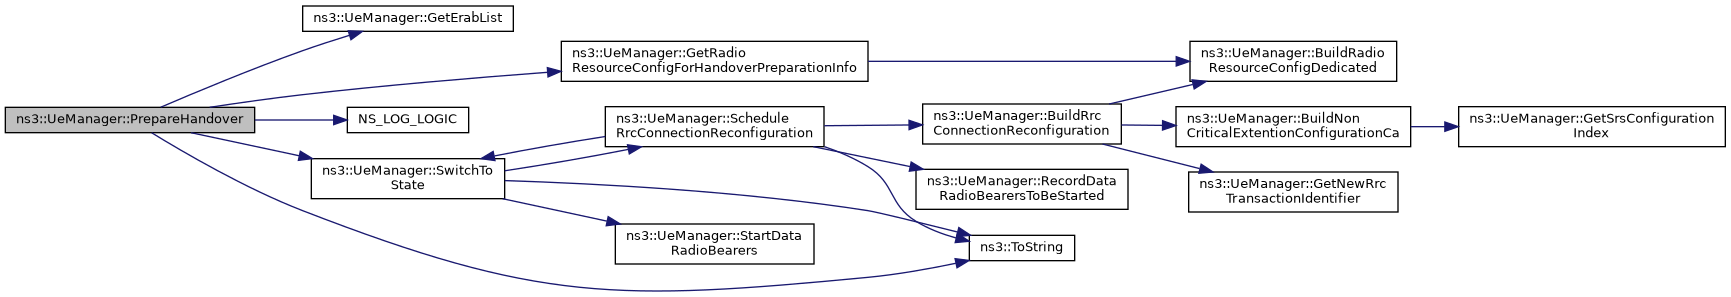 ns3::UeManager::PrepareHandover
ns3::UeManager::GetErabList
ns3::UeManager::GetRadio
ResourceConfigForHandoverPreparationInfo
NS_LOG_LOGIC
ns3::UeManager::SwitchTo
State
ns3::UeManager::Schedule
RrcConnectionReconfiguration
ns3::UeManager::StartData
RadioBearers
ns3::UeManager::BuildRrc
ConnectionReconfiguration
ns3::UeManager::RecordData
RadioBearersToBeStarted
ns3::ToString
ns3::UeManager::BuildRadio
ResourceConfigDedicated
ns3::UeManager::BuildNon
CriticalExtentionConfigurationCa
ns3::UeManager::GetNewRrc
TransactionIdentifier
ns3::UeManager::GetSrsConfiguration
Index